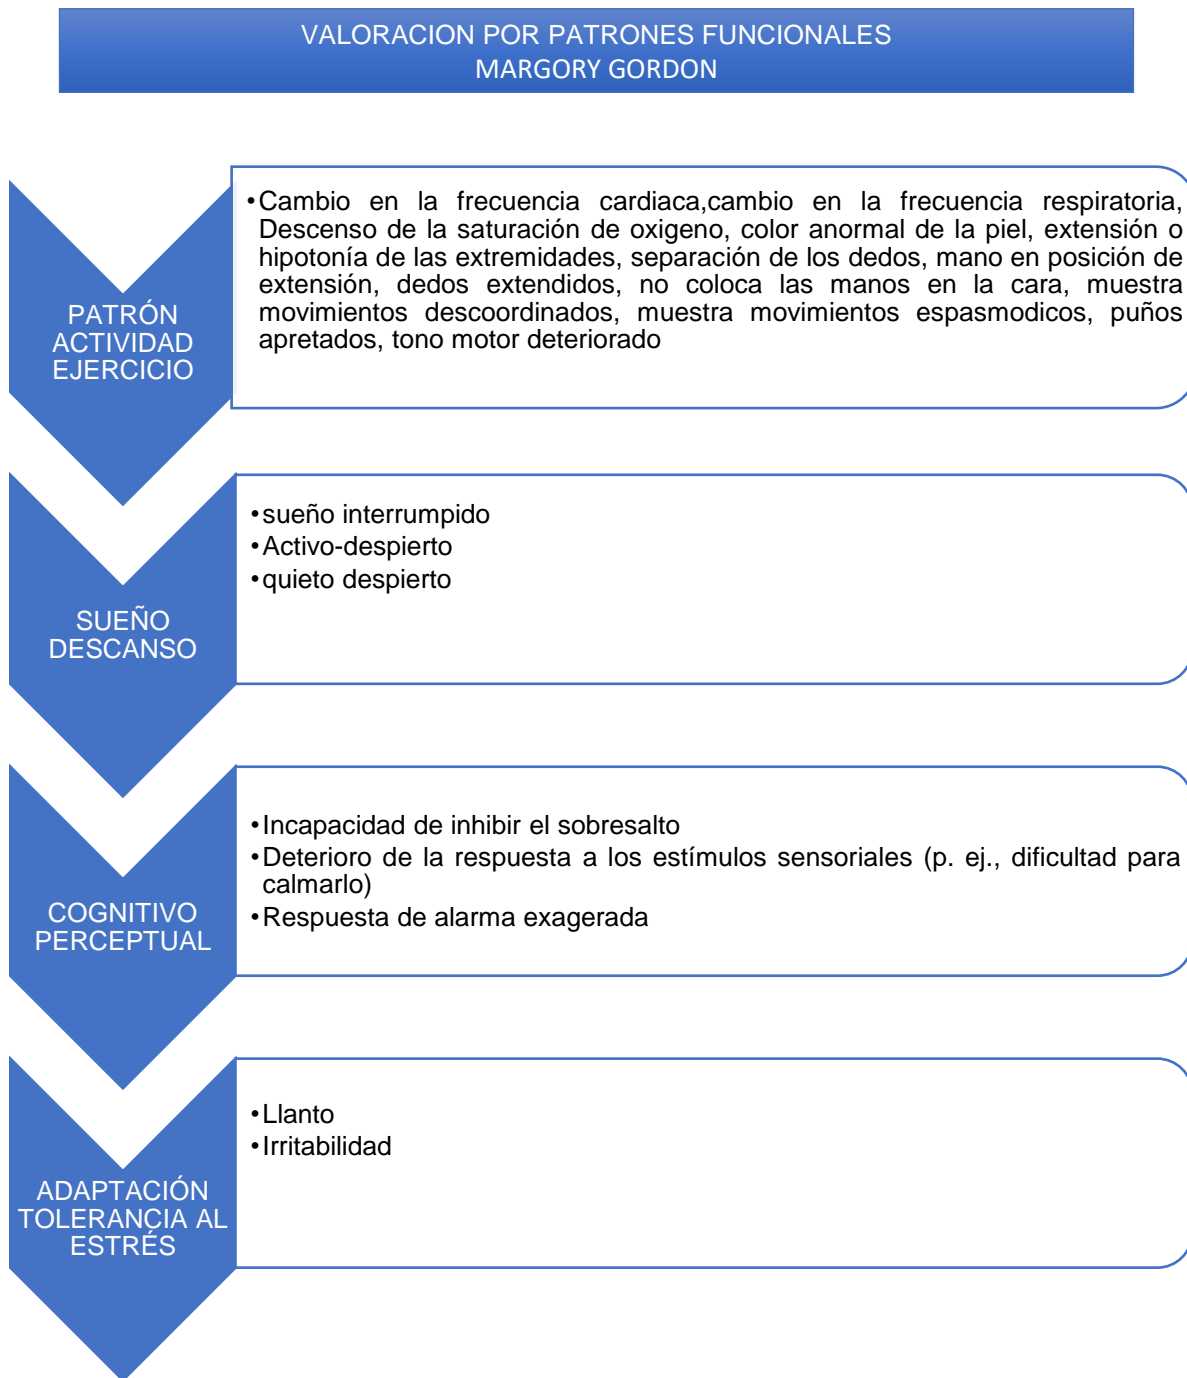 VALORACION POR PATRONES FUNCIONALES
MARGORY GORDON
PATRÓN
ACTIVIDAD
EJERCICIO
•Cambio en la frecuencia cardiaca,cambio en la frecuencia respiratoria,
Descenso de la saturación de oxigeno, color anormal de la piel, extensión o
hipotonía de las extremidades, separación de los dedos, mano en posición de
extensión, dedos extendidos, no coloca las manos en la cara, muestra
movimientos descoordinados, muestra movimientos espasmodicos, puños
apretados, tono motor deteriorado
SUEÑO
DESCANSO
•sueño interrumpido
•Activo-despierto
•quieto despierto
COGNITIVO
PERCEPTUAL
•Incapacidad de inhibir el sobresalto
•Deterioro de la respuesta a los estímulos sensoriales (p. ej., dificultad para
calmarlo)
•Respuesta de alarma exagerada
ADAPTACIÓN
TOLERANCIA AL
ESTRÉS
•Llanto
•Irritabilidad